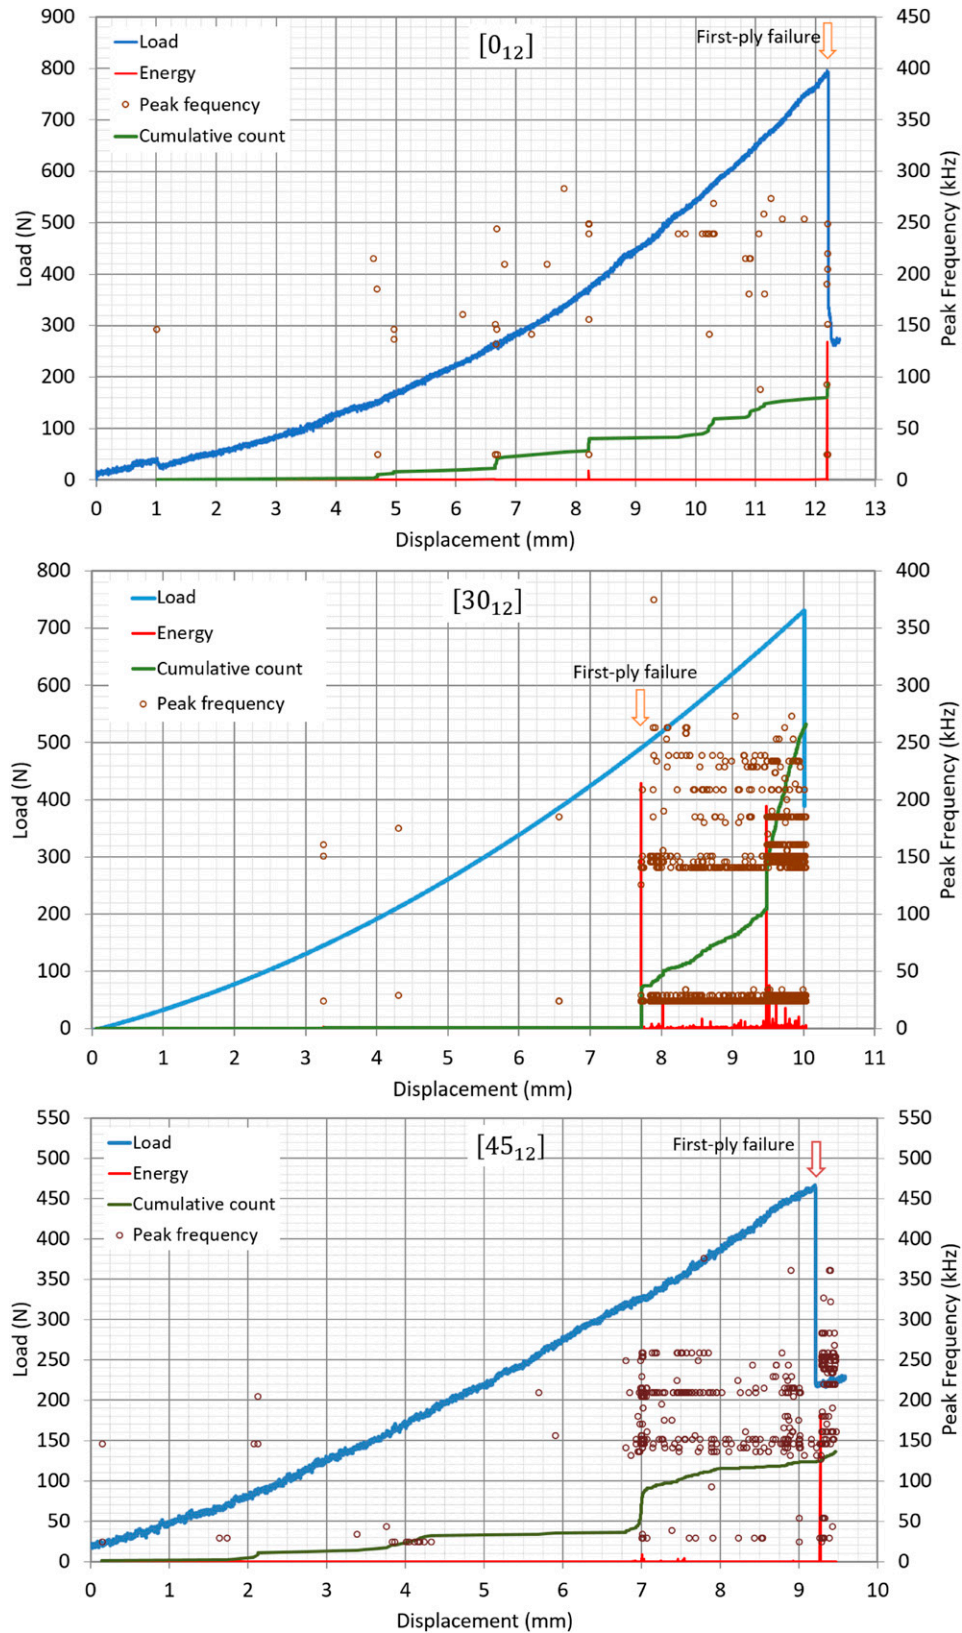 900
450
Load
Energy
Peak fequency
Cumulative count
[0₁₂]
First-ply failure
800
400
700
350
600
300
500
250
400
200
300
150
200
100
100
50
0
0
Load (N)
Peak Frequency (kHz)
0 1 2 3 4 5 6 7 8 9 10 11 12 13
Displacement (mm)
800
400
Load
Energy
Cumulative count
Peak frequency
[30₁₂]
First-ply failure
700
350
600
300
500
250
400
200
300
150
200
100
100
50
0
0
Load (N)
Peak Frequency (kHz)
0 1 2 3 4 5 6 7 8 9 10 11
Displacement (mm)
550
550
Load
Energy
Cumulative count
Peak frequency
[45₁₂]
First-ply failure
500
500
450
450
400
400
350
350
300
300
250
250
200
200
150
150
100
100
50
50
0
0
Load (N)
Peak Frequency (kHz)
0 1 2 3 4 5 6 7 8 9 10
Displacement (mm)